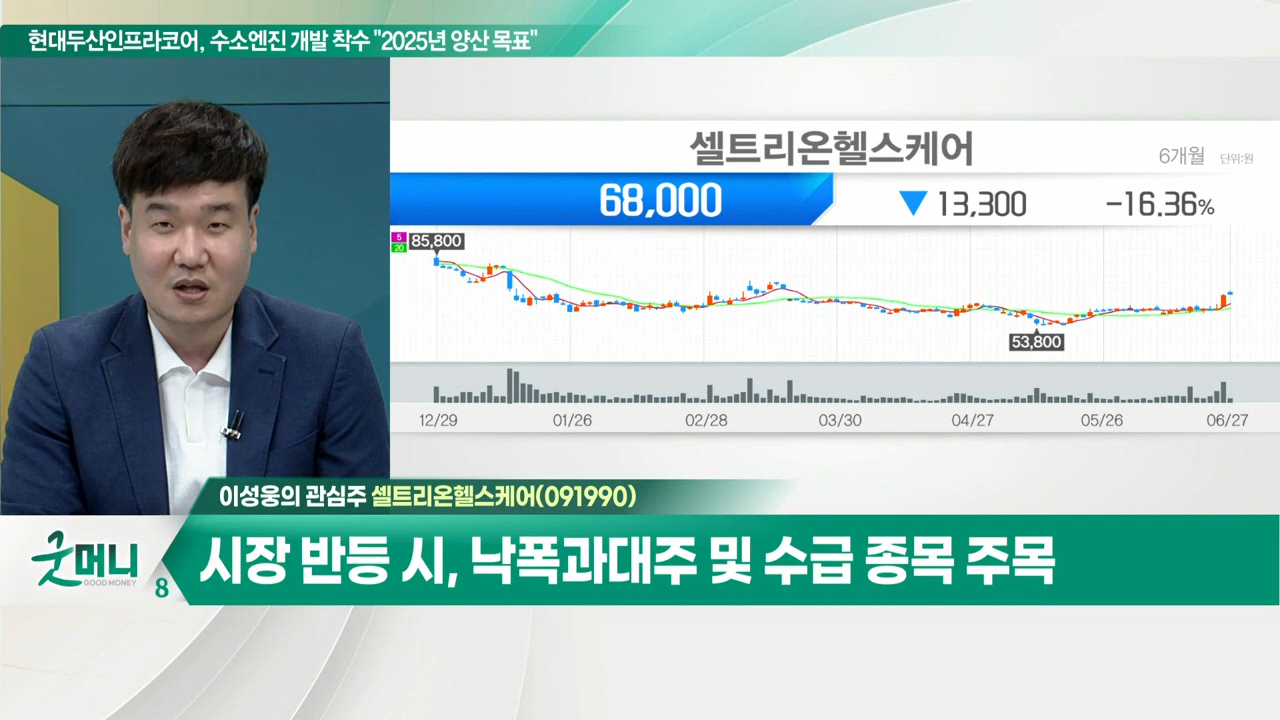 현대두산인프라코어, 수소엔진 개발 착수 "2025년 양산 목표"
셀트리온헬스케어
6개월 단위:원
68,000 ▼ 13,300 -16.36%
5
20
85,800
53,800
12/29 01/26 02/28 03/30 04/27 05/26 06/27
이성웅의 관심주 셀트리온헬스케어(091990)
굿머니
GOOD MONEY
8
시장 반등 시, 낙폭과대주 및 수급 종목 주목